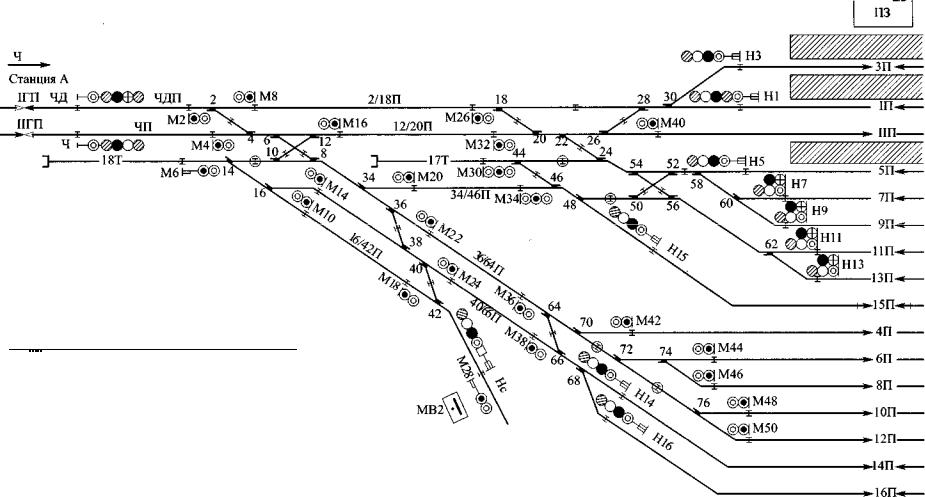 ПЗ
Ч
Станция А
Н3
3П
IГП ЧД ЧДП 2 М8 2/18П 18 28 30 Н1 IП
М2 М26
IIГП Ч ЧП М4 4 6 12 М16 12/20П М32 20 22 26 М40 IIП
18Т М6 14 10 8 17Т М30 44 24 54 52 58 Н5 5П
16 М14 34 М20 34/46П М34 46 48 50 56 60 Н7 7П
М10 36 М22 Н15 Н9 9П
16/42П 38 Н11 11П
62 Н13 13П
М18 40 М24 36/64П М36 15П
42 40/66П М38 64 70 М42 4П
Нс М28 66 72 74 М44 6П
68 Н14 М46 8П
МВ2 76 М48 10П
Н16 М50 12П
14П
16П